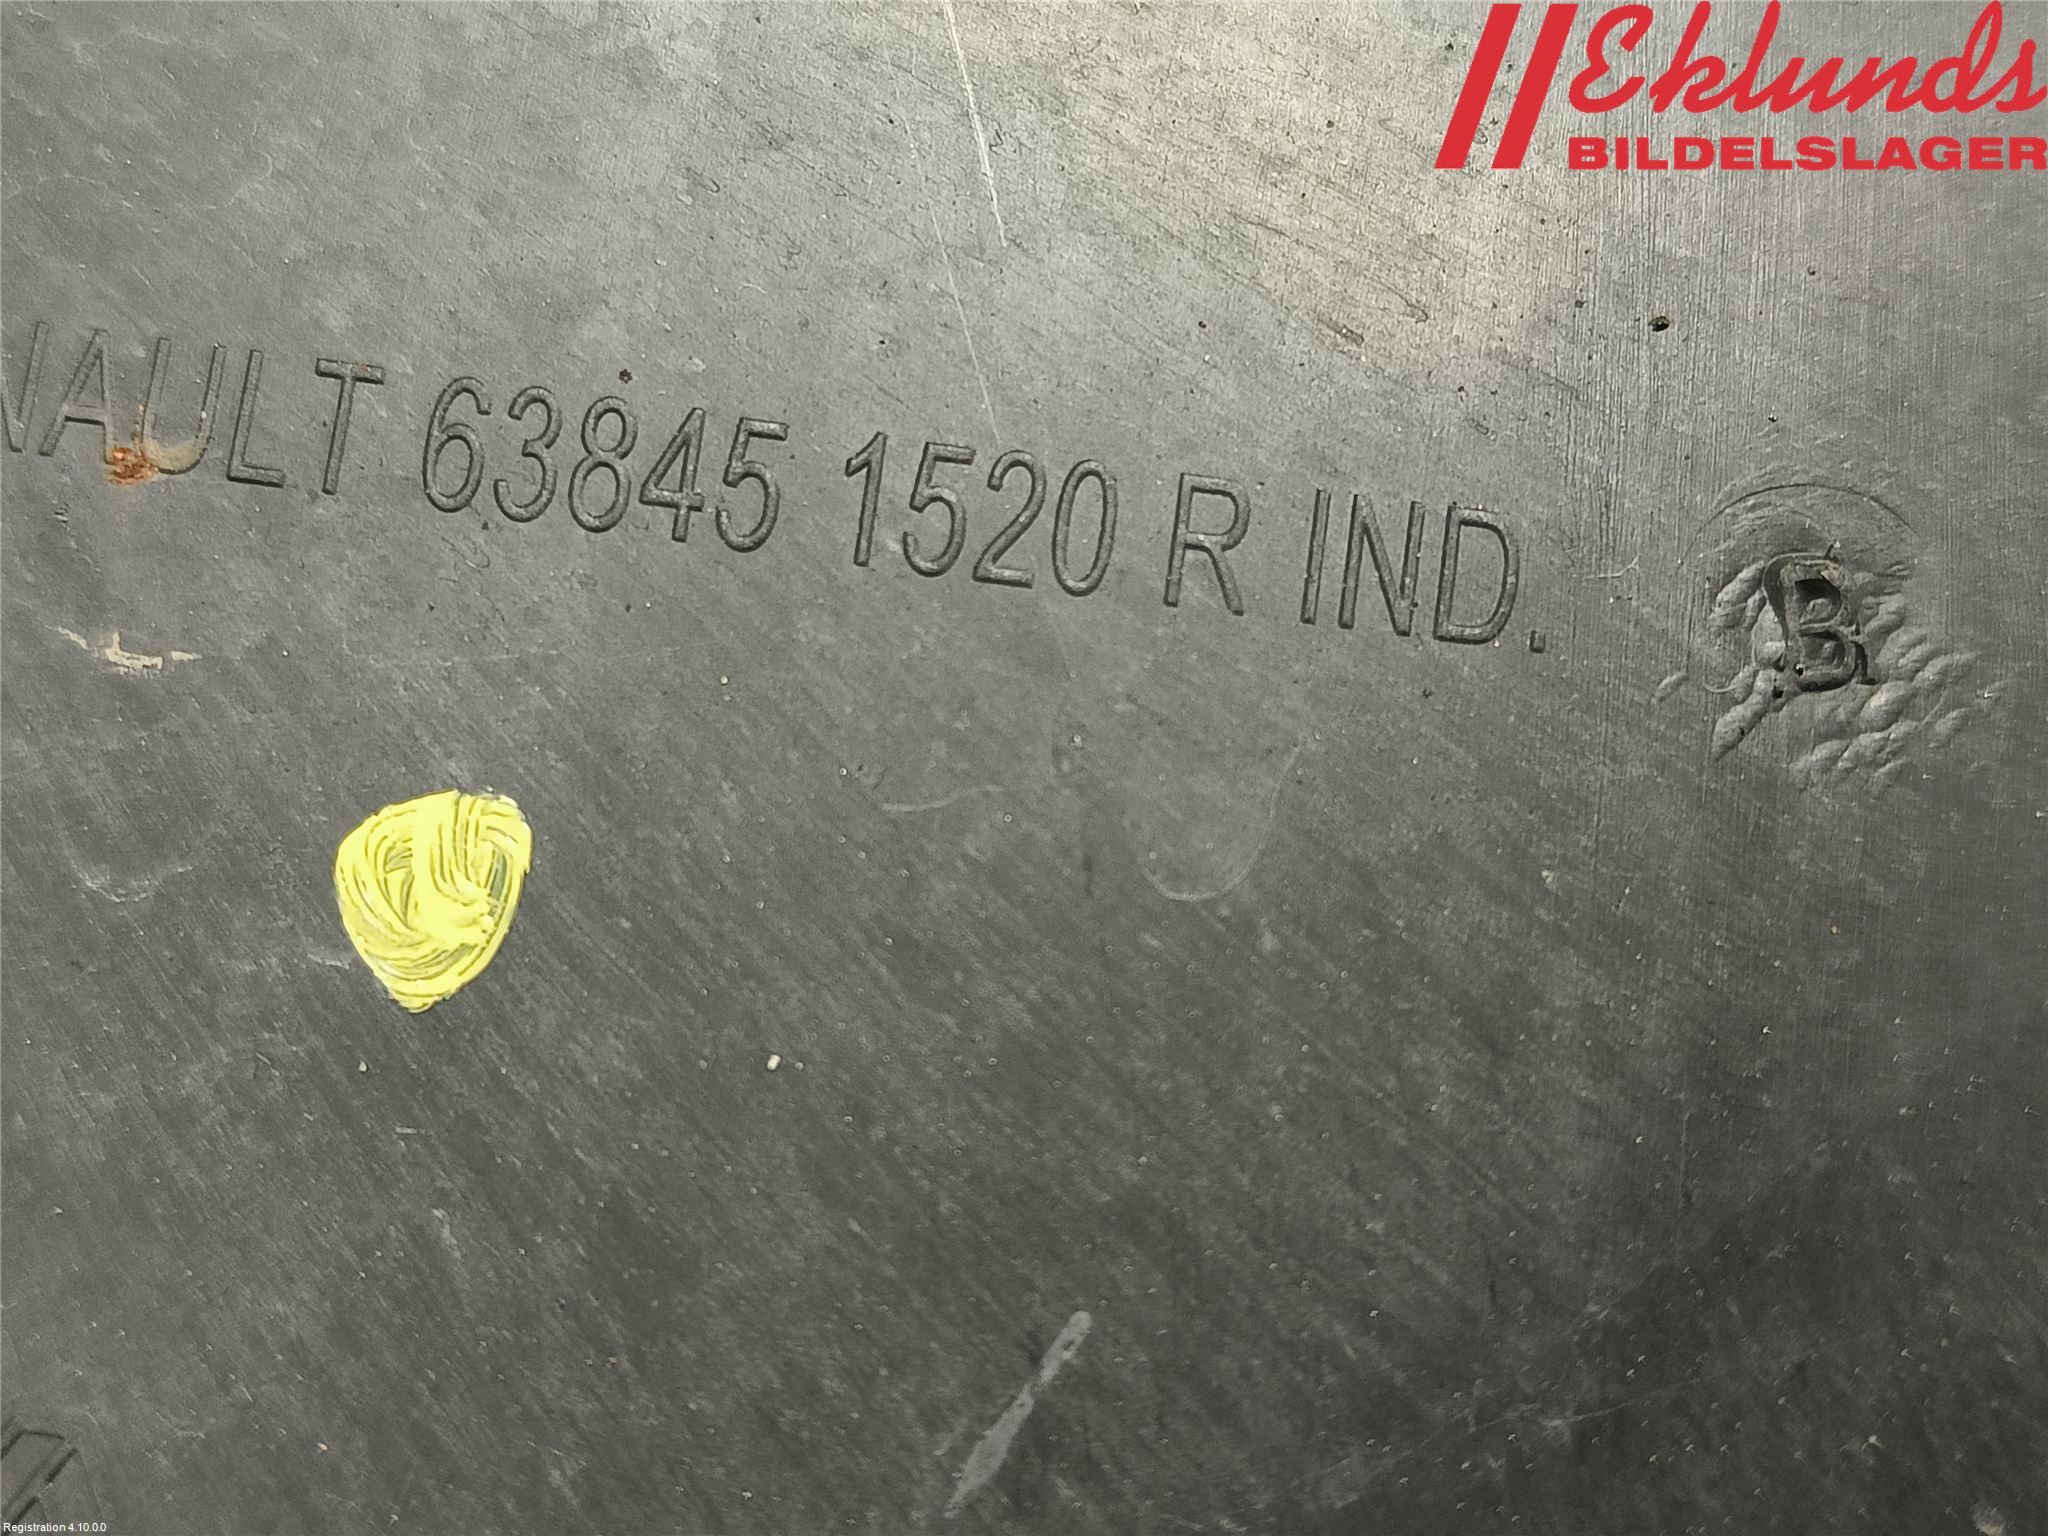 Eklunds
BILDELSLAGER
NAULT 63845 1520 R IND. B
Registration 4.10.0.0